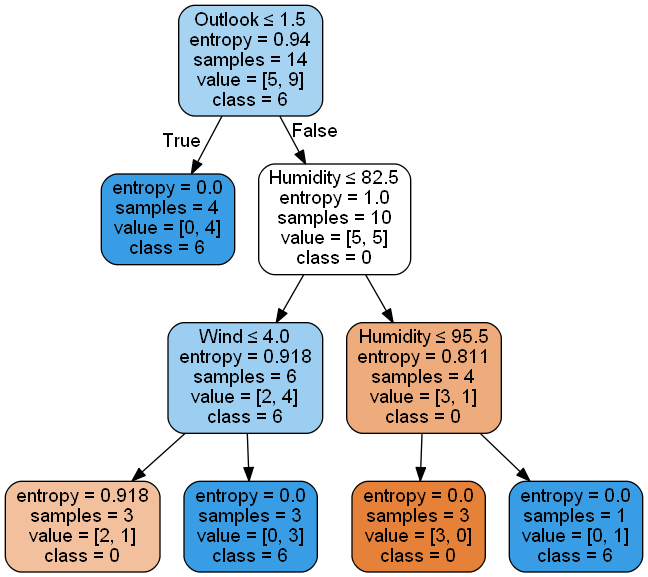 Outlook ≤ 1.5
entropy = 0.94
samples = 14
value = [5, 9]
class = 6
True
False
entropy = 0.0
samples = 4
value = [0, 4]
class = 6
Humidity ≤ 82.5
entropy = 1.0
samples = 10
value = [5, 5]
class = 0
Wind ≤ 4.0
entropy = 0.918
samples = 6
value = [2, 4]
class = 6
Humidity ≤ 95.5
entropy = 0.811
samples = 4
value = [3, 1]
class = 0
entropy = 0.918
samples = 3
value = [2, 1]
class = 0
entropy = 0.0
samples = 3
value = [0, 3]
class = 6
entropy = 0.0
samples = 3
value = [3, 0]
class = 0
entropy = 0.0
samples = 1
value = [0, 1]
class = 6